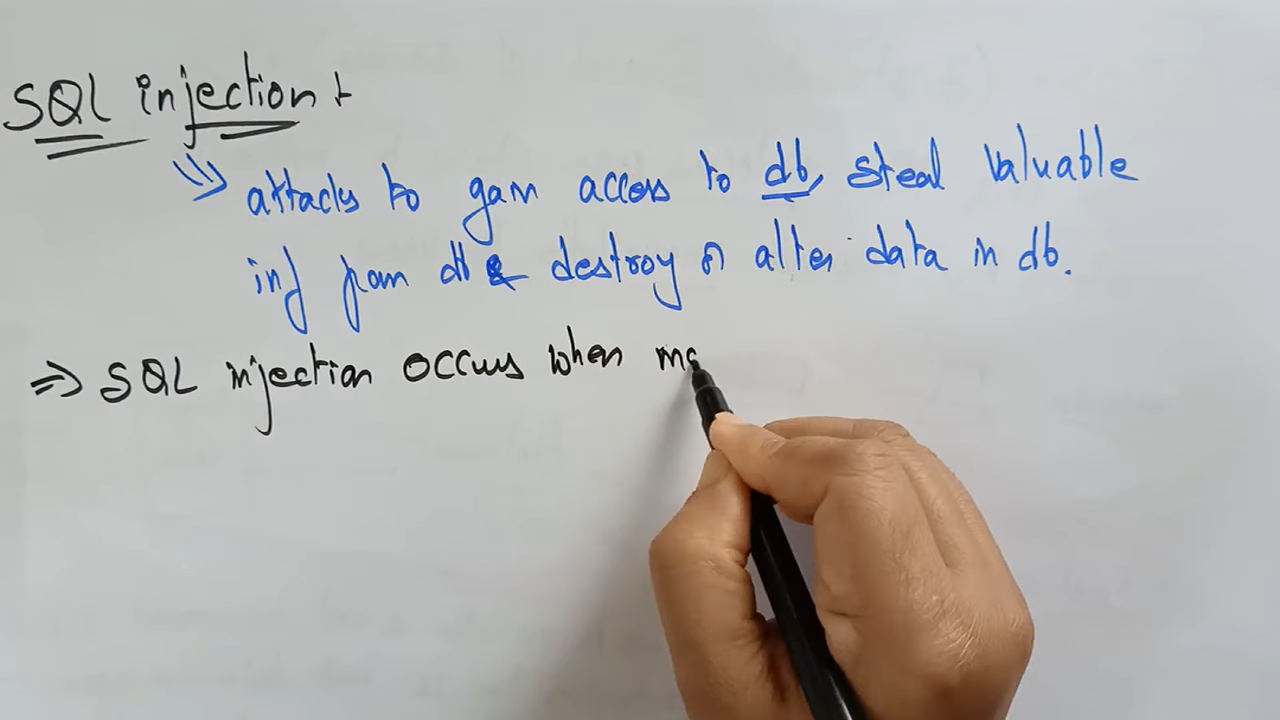 SQL injection :-
attacks to gain access to db, steal valuable
inf from db & destroy or alter data in db.
⇒ SQL injection occurs when ma